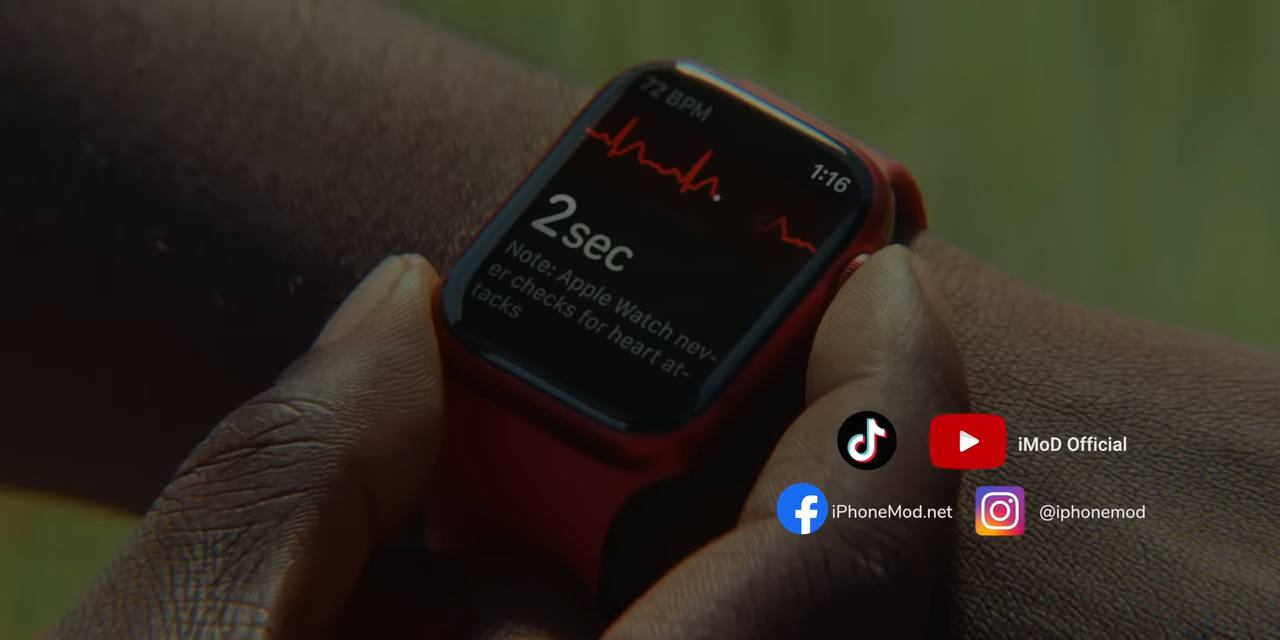 72 BPM
1:16
2sec
Note: Apple Watch nev-
er checks for heart at-
tacks
iMoD Official
iPhoneMod.net
@iphonemod